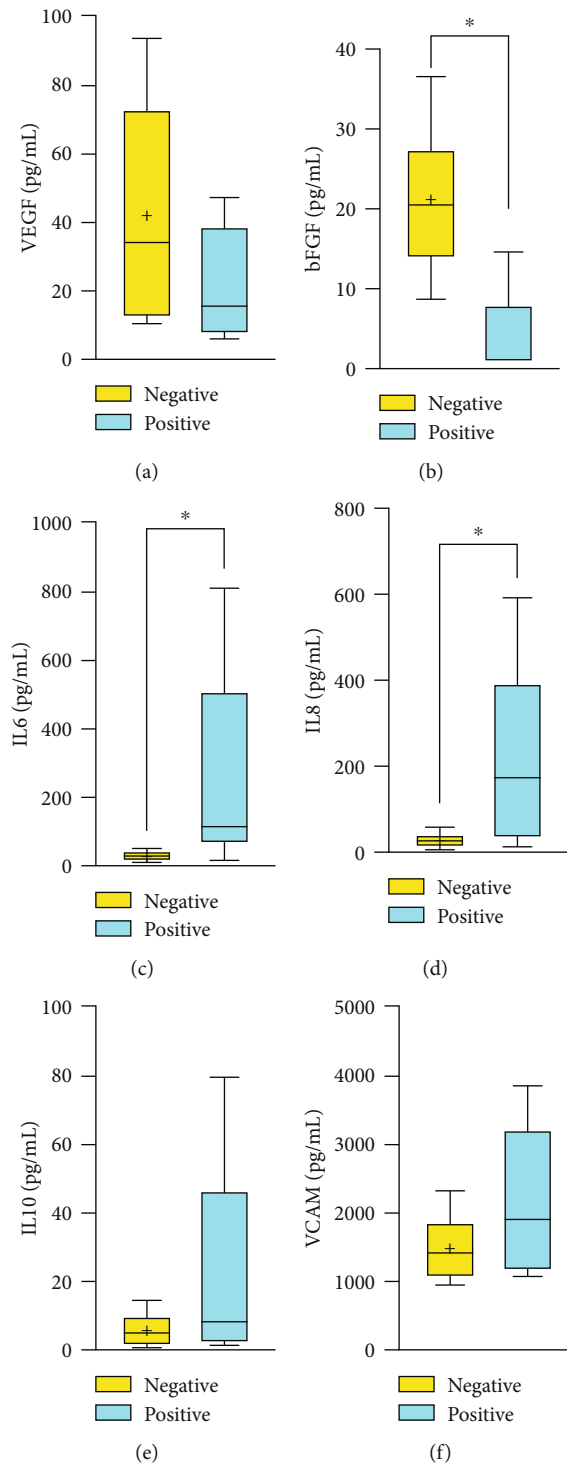 100
80
60
40
20
0
VEGF (pg/mL)
Negative
Positive
(a)
*
40
30
20
10
0
bFGF (pg/mL)
Negative
Positive
(b)
*
1000
800
600
400
200
0
IL6 (pg/mL)
Negative
Positive
(c)
*
800
600
400
200
0
IL8 (pg/mL)
Negative
Positive
(d)
100
80
60
40
20
0
IL10 (pg/mL)
Negative
Positive
(e)
5000
4000
3000
2000
1000
0
VCAM (pg/mL)
Negative
Positive
(f)